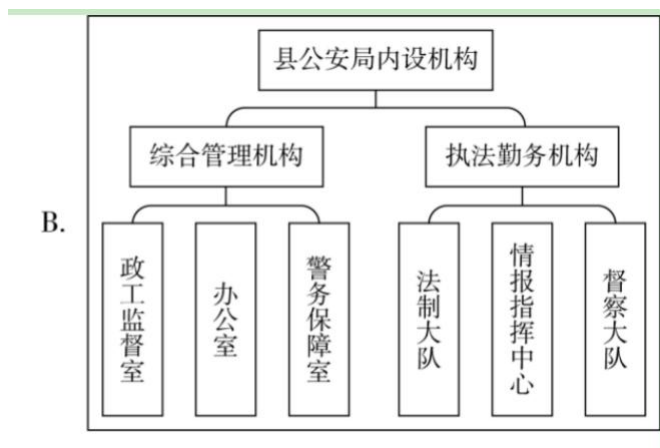 县公安局内设机构
综合管理机构
执法勤务机构
B.
政工监督室
办公室
警务保障室
法制大队
情报指挥中心
督察大队